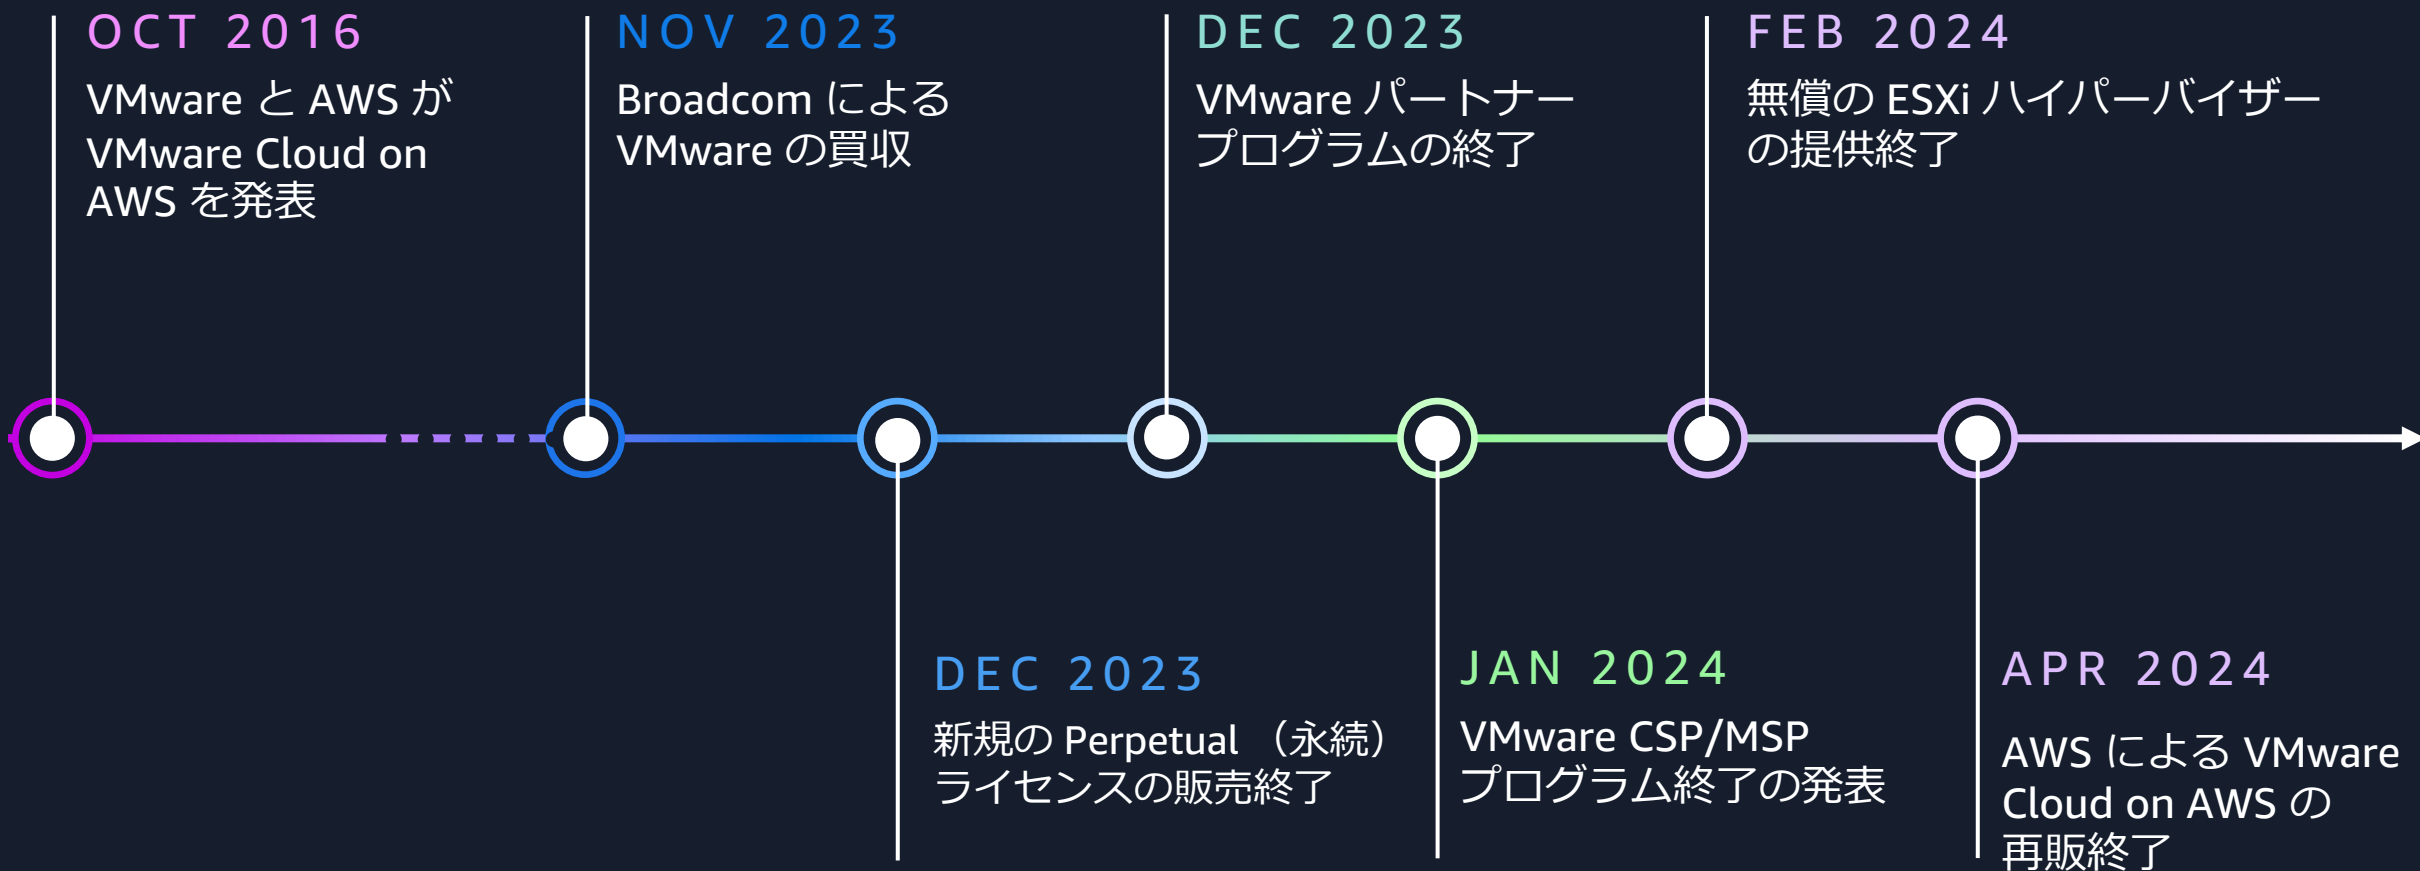 OCT 2016
VMware と AWS が
VMware Cloud on
AWS を発表
NOV 2023
Broadcom による
VMware の買収
DEC 2023
新規の Perpetual （永続）
ライセンスの販売終了
DEC 2023
VMware パートナー
プログラムの終了
JAN 2024
VMware CSP/MSP
プログラム終了の発表
FEB 2024
無償の ESXi ハイパーバイザー
の提供終了
APR 2024
AWS による VMware
Cloud on AWS の
再販終了